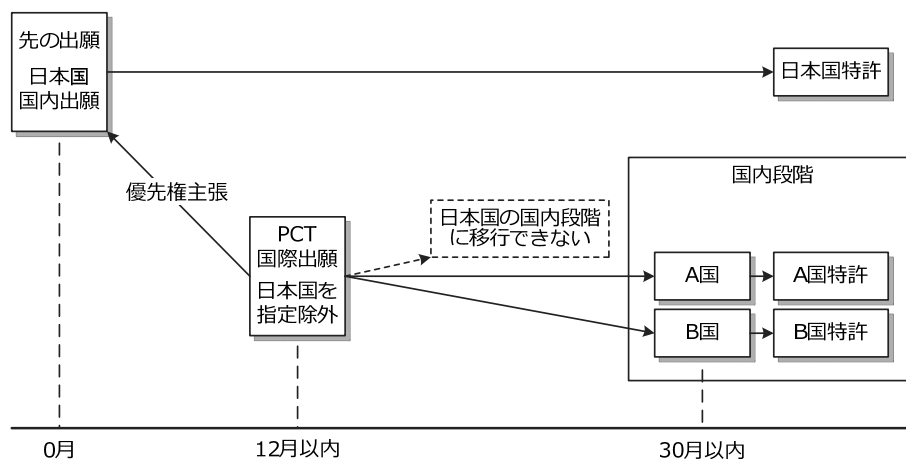 先の出願
日本国
国内出願
日本国特許
優先権主張
国内段階
日本国の国内段階
に移行できない
PCT
国際出願
日本国を
指定除外
A国
A国特許
B国
B国特許
0月
12月以内
30月以内